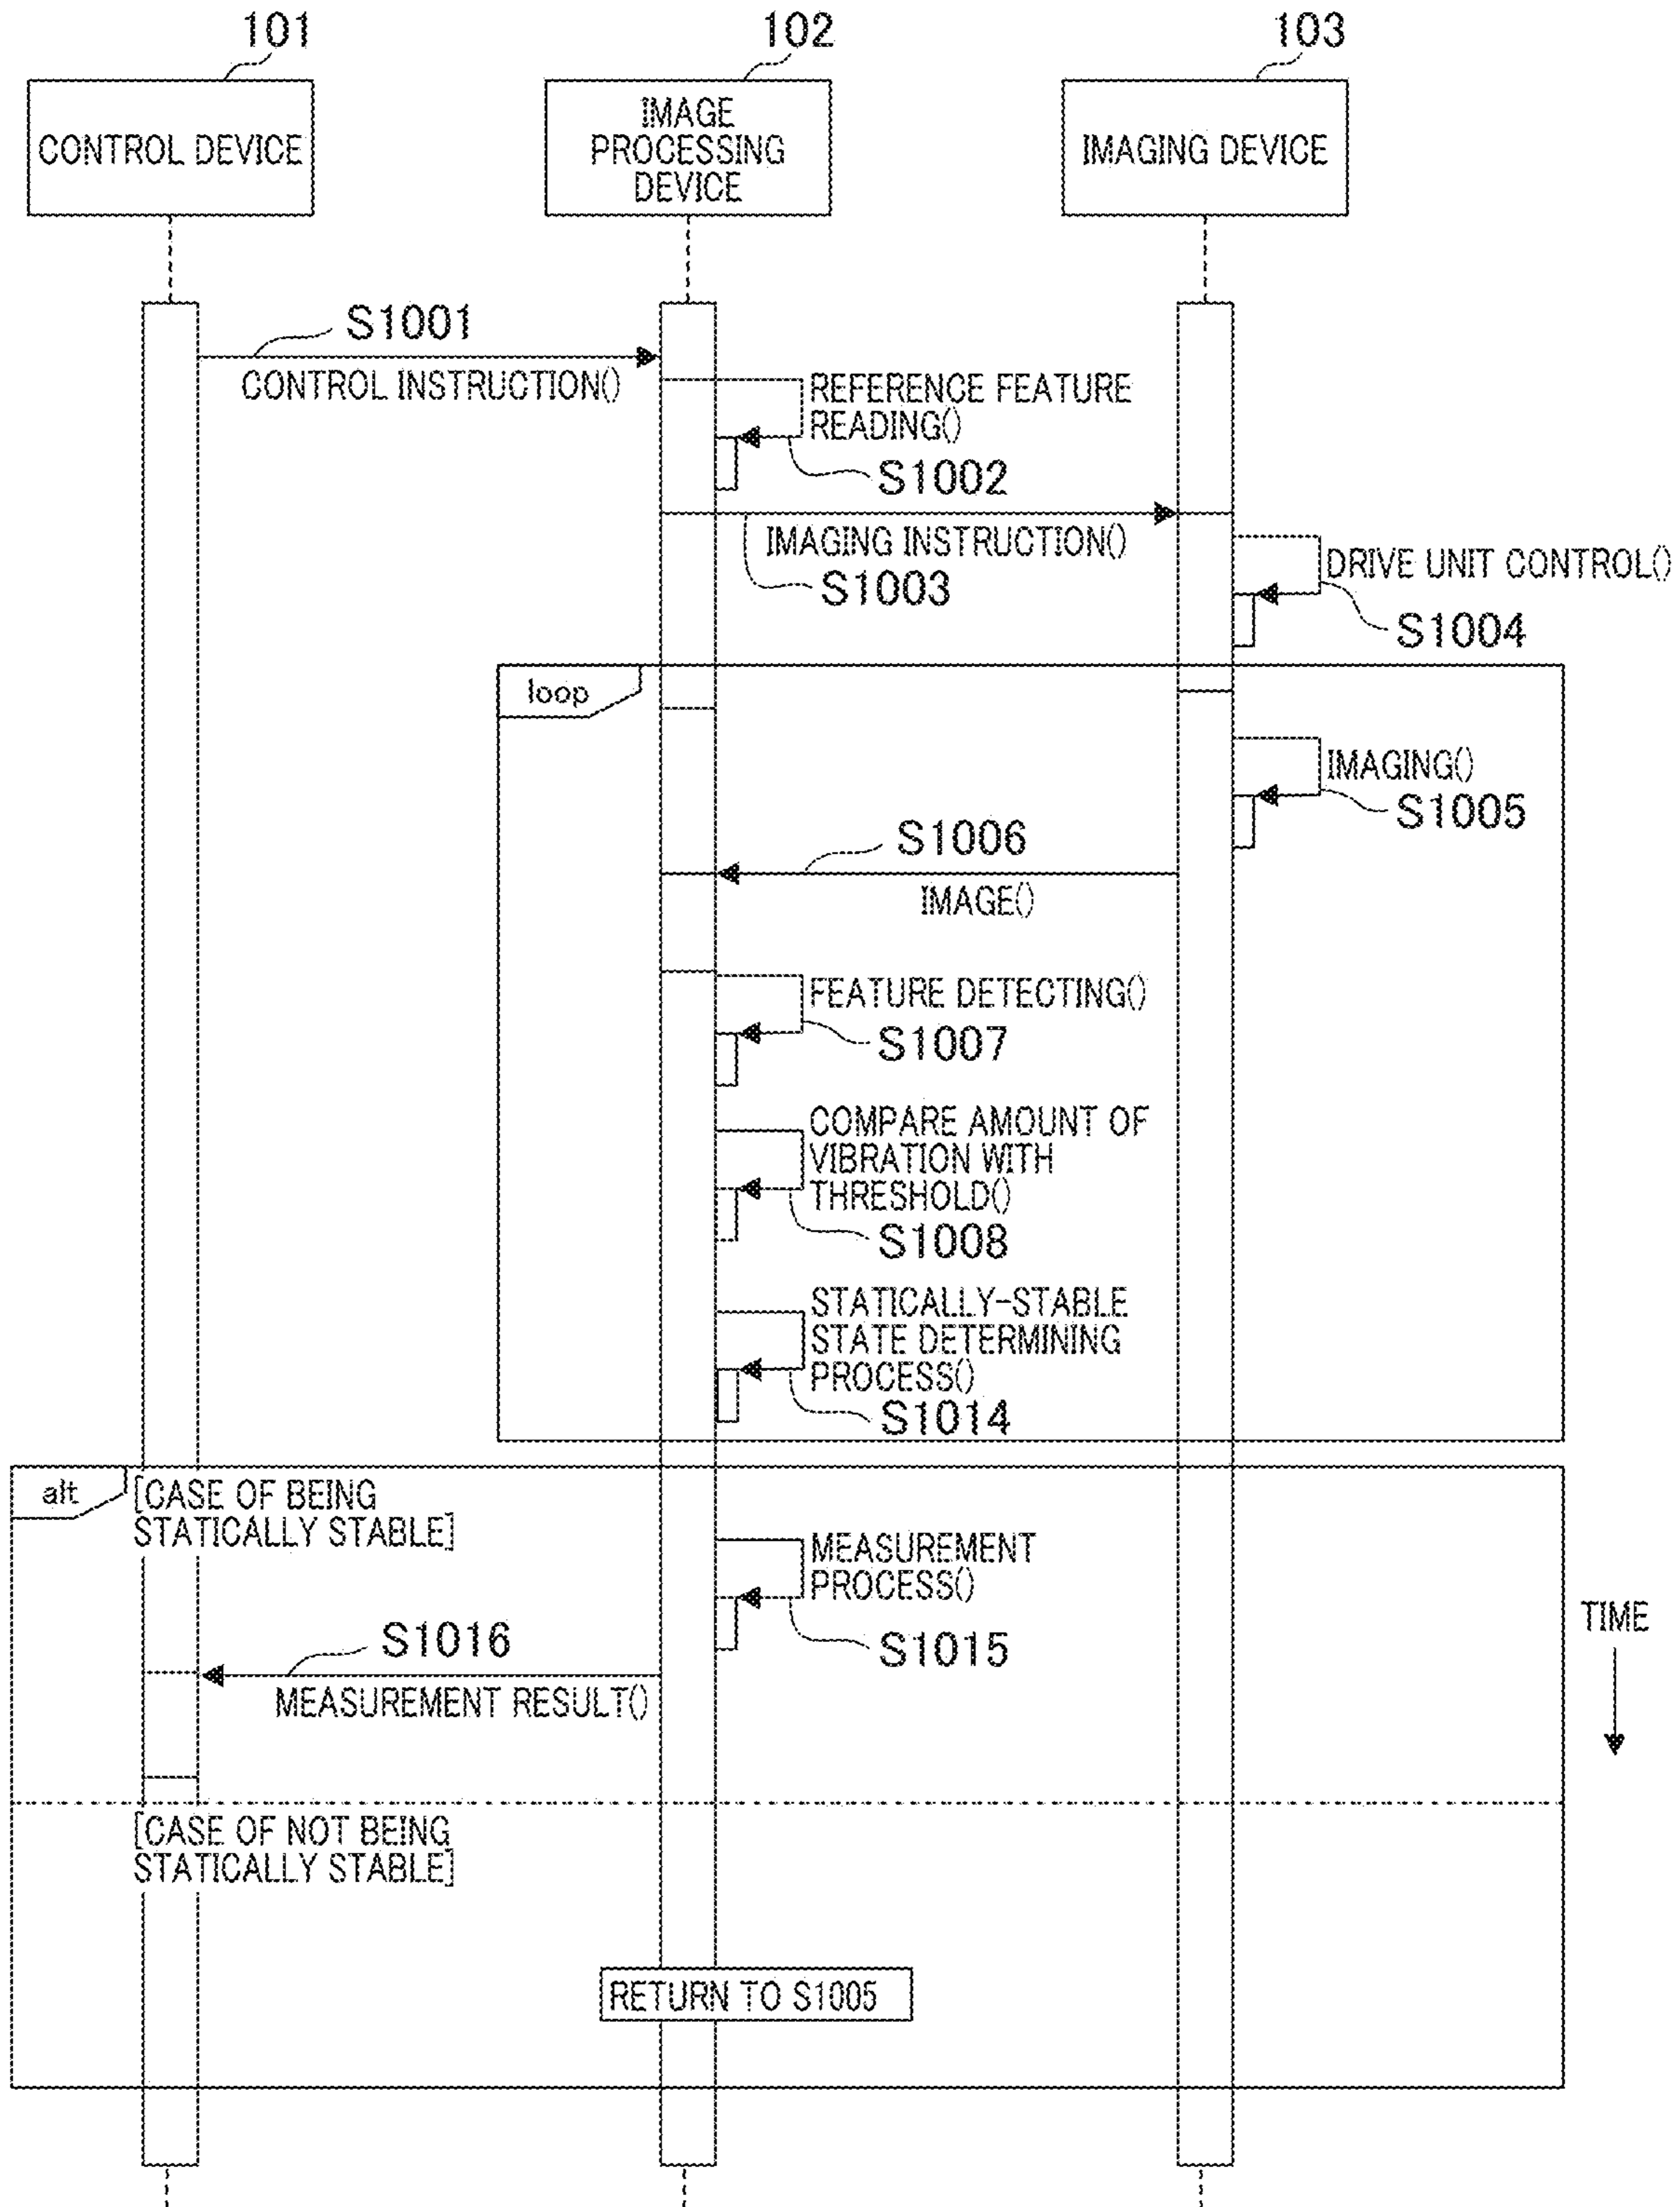 101
102
103
CONTROL DEVICE
IMAGE
PROCESSING
DEVICE
IMAGING DEVICE
S1001
CONTROL INSTRUCTION()
REFERENCE FEATURE
READING()
S1002
IMAGING INSTRUCTION()
S1003
DRIVE UNIT CONTROL()
S1004
loop
IMAGING()
S1005
S1006
IMAGE()
FEATURE DETECTING()
S1007
COMPARE AMOUNT OF
VIBRATION WITH
THRESHOLD()
S1008
STATICALLY-STABLE
STATE DETERMINING
PROCESS()
S1014
alt
[CASE OF BEING
STATICALLY STABLE]
MEASUREMENT
PROCESS()
S1015
S1016
MEASUREMENT RESULT()
TIME
[CASE OF NOT BEING
STATICALLY STABLE]
RETURN TO S1005